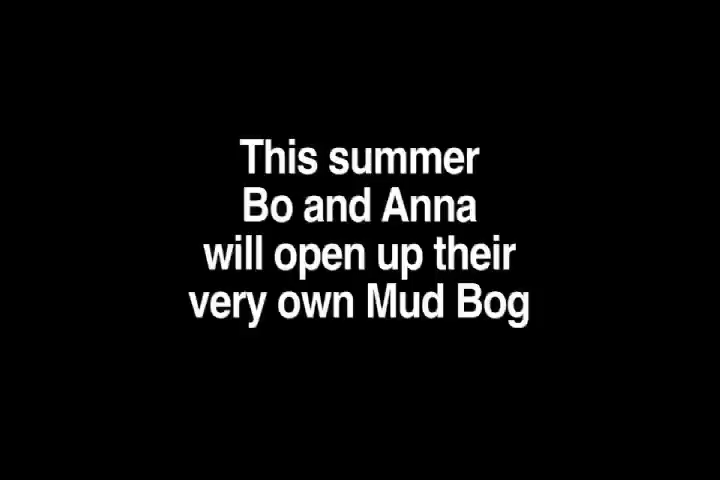 This summer
Bo and Anna
will open up their
very own Mud Bog